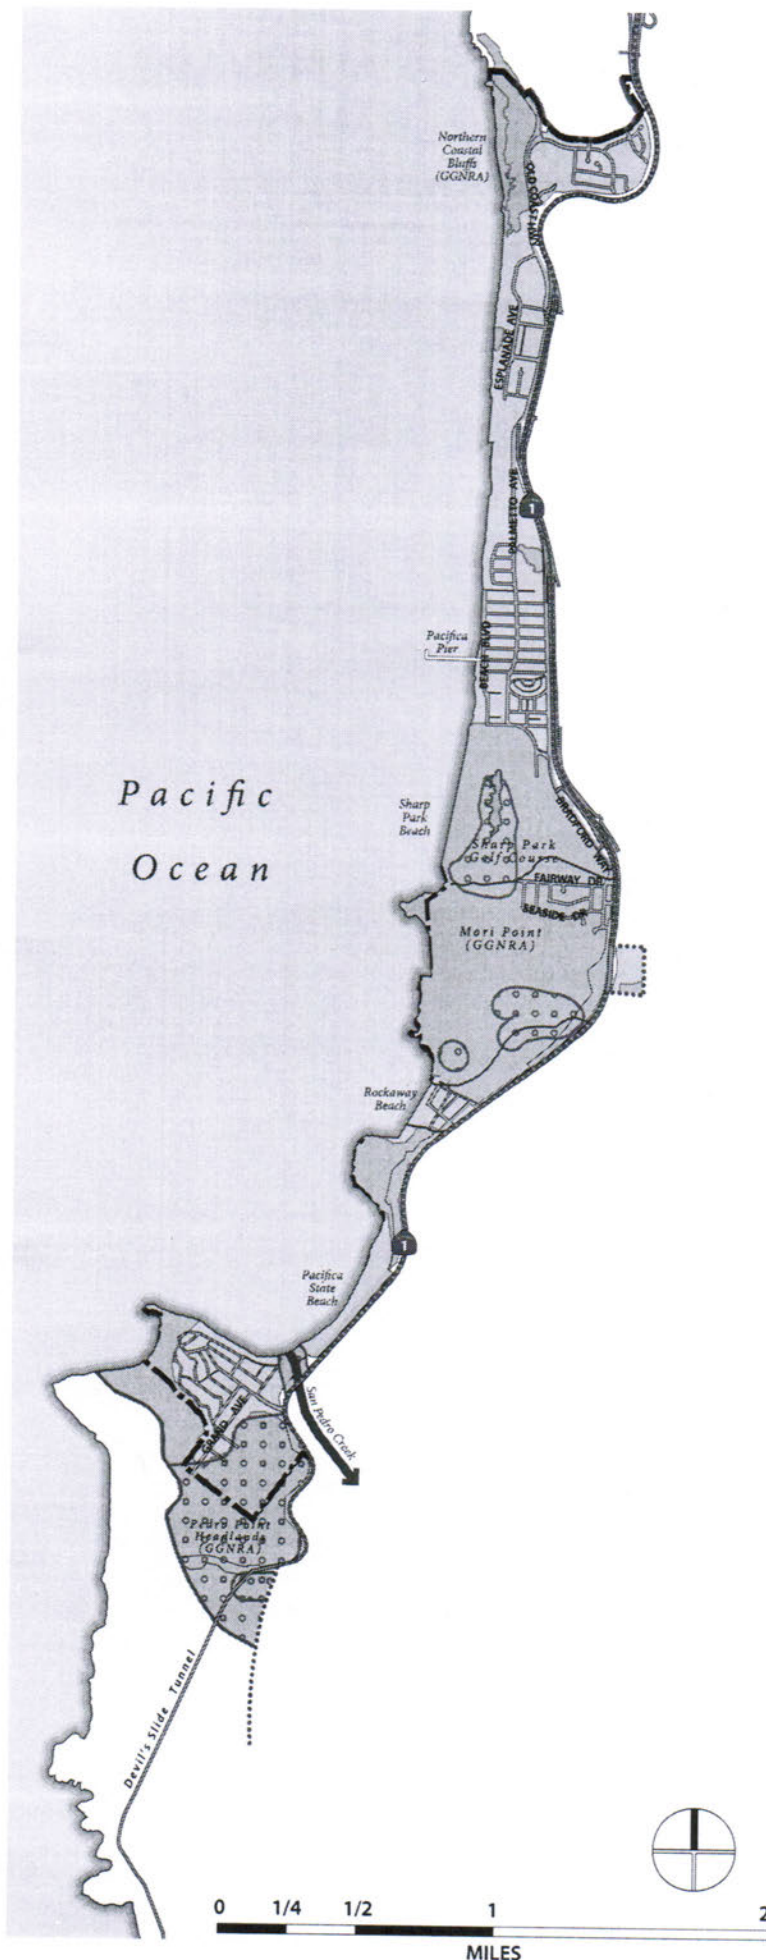 Northern
Coastal
Bluffs
(GGNRA)
OLD COAST HWY
ESPLANADE AVE
PALMETTO AVE
1
Pacifica
Pier
BEACH BLVD
Pacific
Ocean
Sharp
Park
Beach
BRADFORD WAY
Sharp Park
Golf Course
FAIRWAY DR
SEASIDE DR
Mori Point
(GGNRA)
Rockaway
Beach
1
Pacifica
State
Beach
San Pedro Creek
GRAND AVE
Pedro Point
Headlands
(GGNRA)
Devil's Slide Tunnel
0 1/4 1/2 1 2
MILES